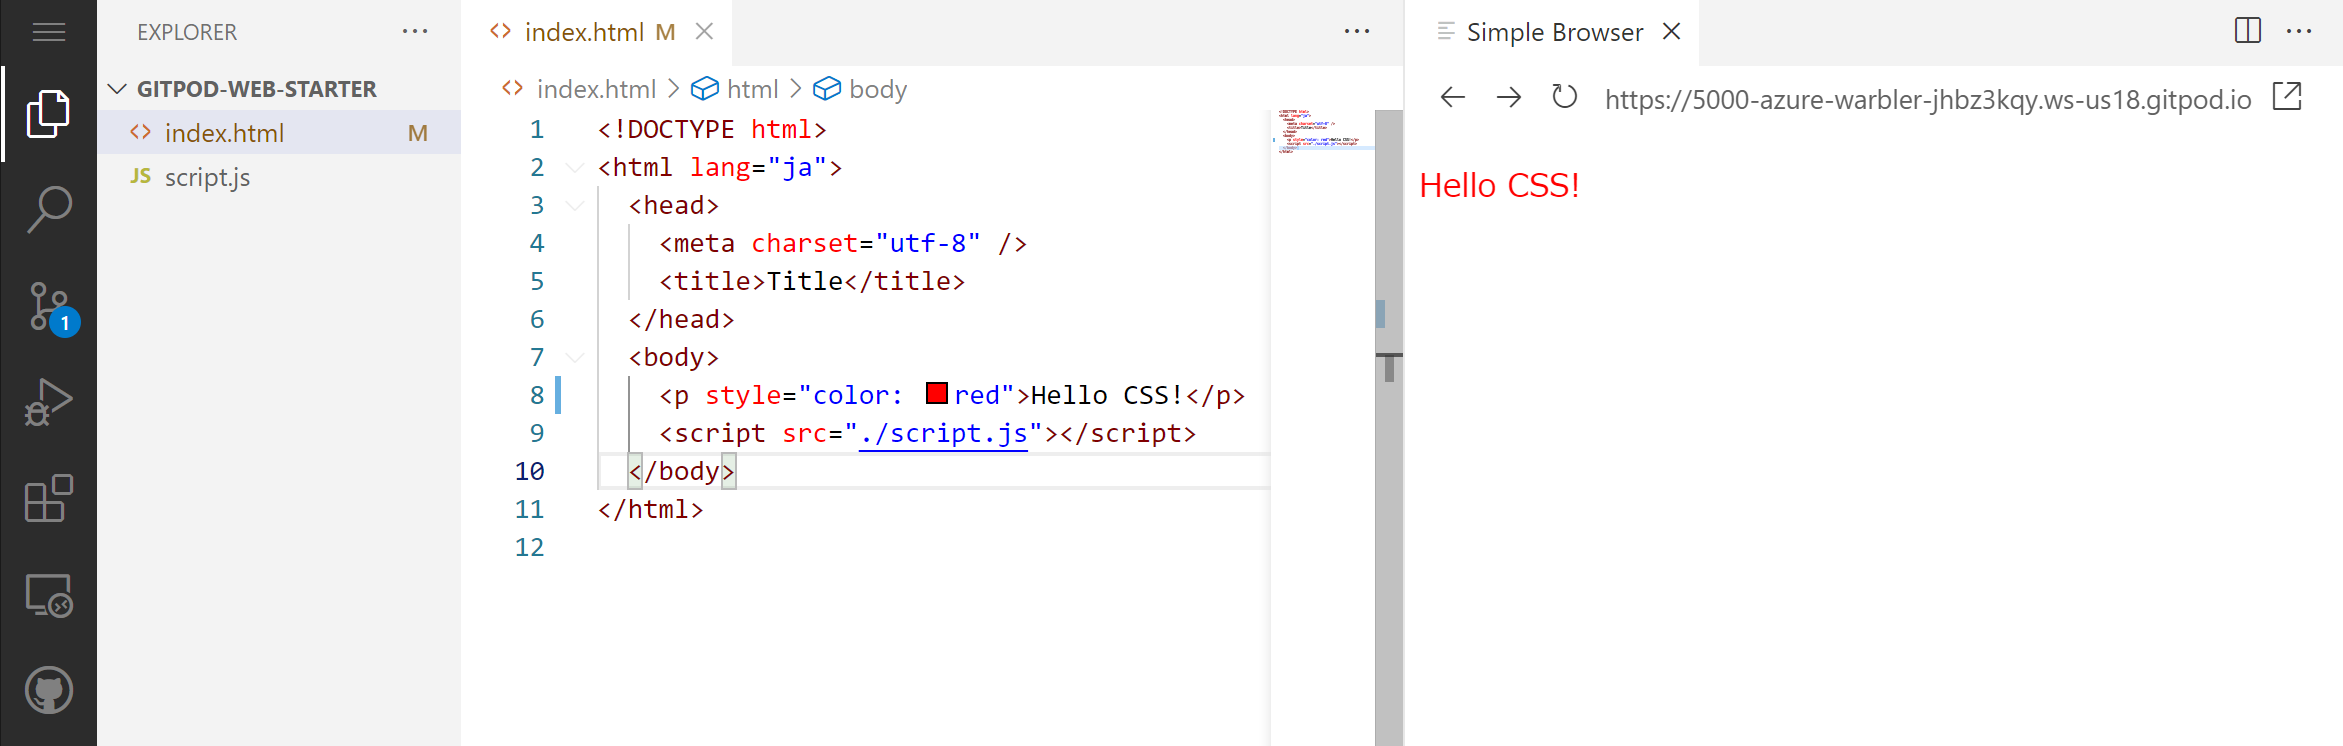 EXPLORER
GITPOD-WEB-STARTER
index.html M
JS script.js
1
index.html M
index.html > html > body
1 <!DOCTYPE html>
2 <html lang="ja">
3 <head>
4 <meta charset="utf-8" />
5 <title>Title</title>
6 </head>
7 <body>
8 <p style="color: red">Hello CSS!</p>
9 <script src="./script.js"></script>
10 </body>
11 </html>
12
Simple Browser
https://5000-azure-warbler-jhbz3kqy.ws-us18.gitpod.io
Hello CSS!